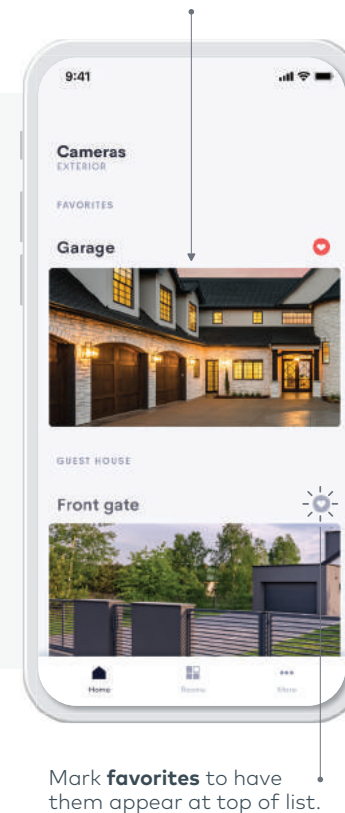 9:41
Cameras
EXTERIOR
FAVORITES
Garage
GUEST HOUSE
Front gate
Home
Rooms
More
Mark favorites to have
them appear at top of list.